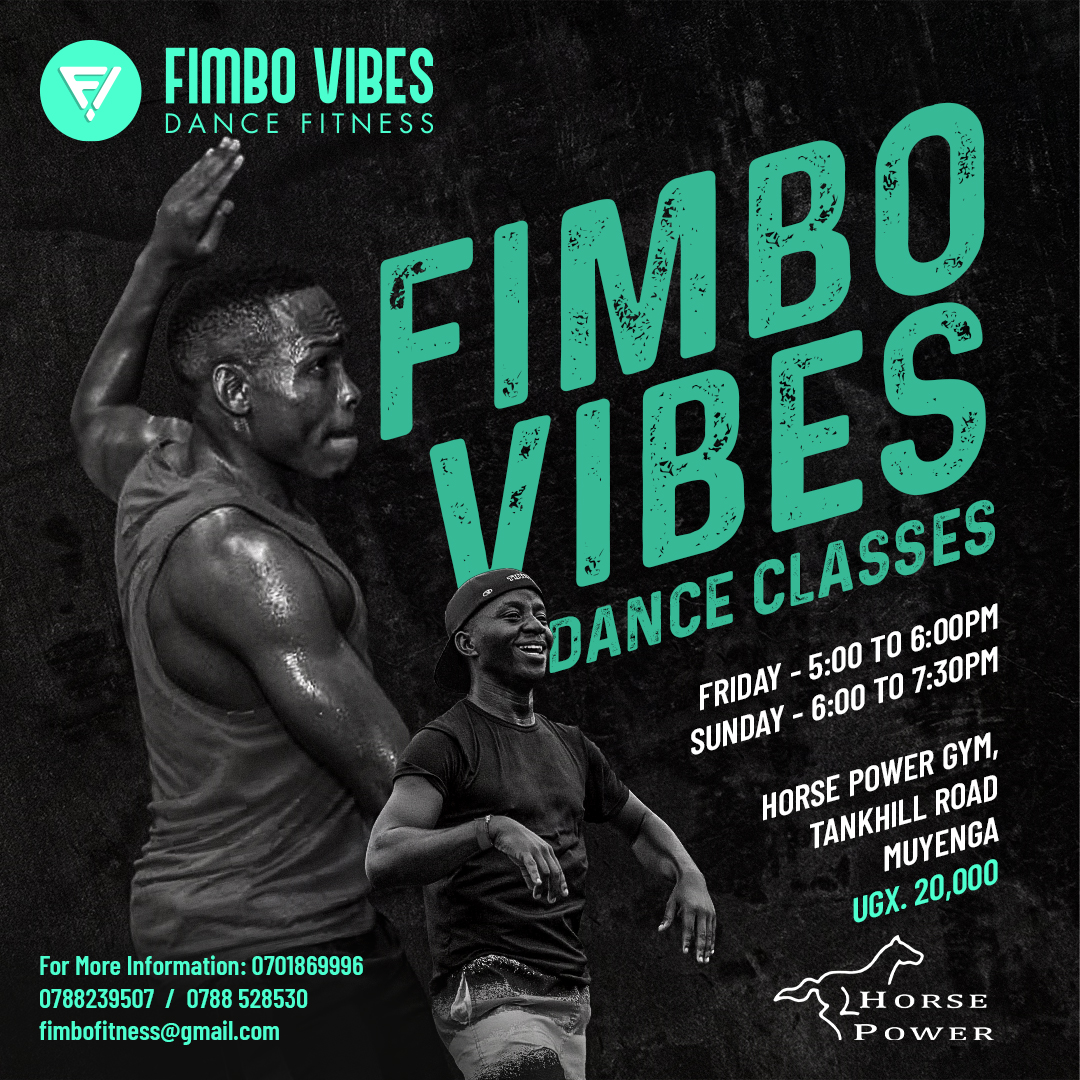 FIMBO VIBES
DANCE FITNESS
FIMBO
VIBES
DANCE CLASSES
FRIDAY - 5:00 TO 6:00PM
SUNDAY - 6:00 TO 7:30PM
HORSE POWER GYM,
TANKHILL ROAD
MUYENGA
UGX. 20,000
For More Information: 0701869996
0788239507 / 0788 528530
fimbofitness@gmail.com
HORSE
POWER